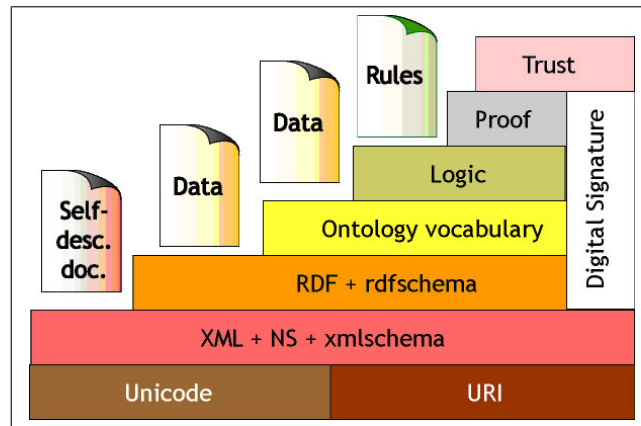 Rules
Trust
Data
Proof
Data
Logic
Self-
desc.
doc.
Ontology vocabulary
Digital Signature
RDF + rdfschema
XML + NS + xmlschema
Unicode
URI